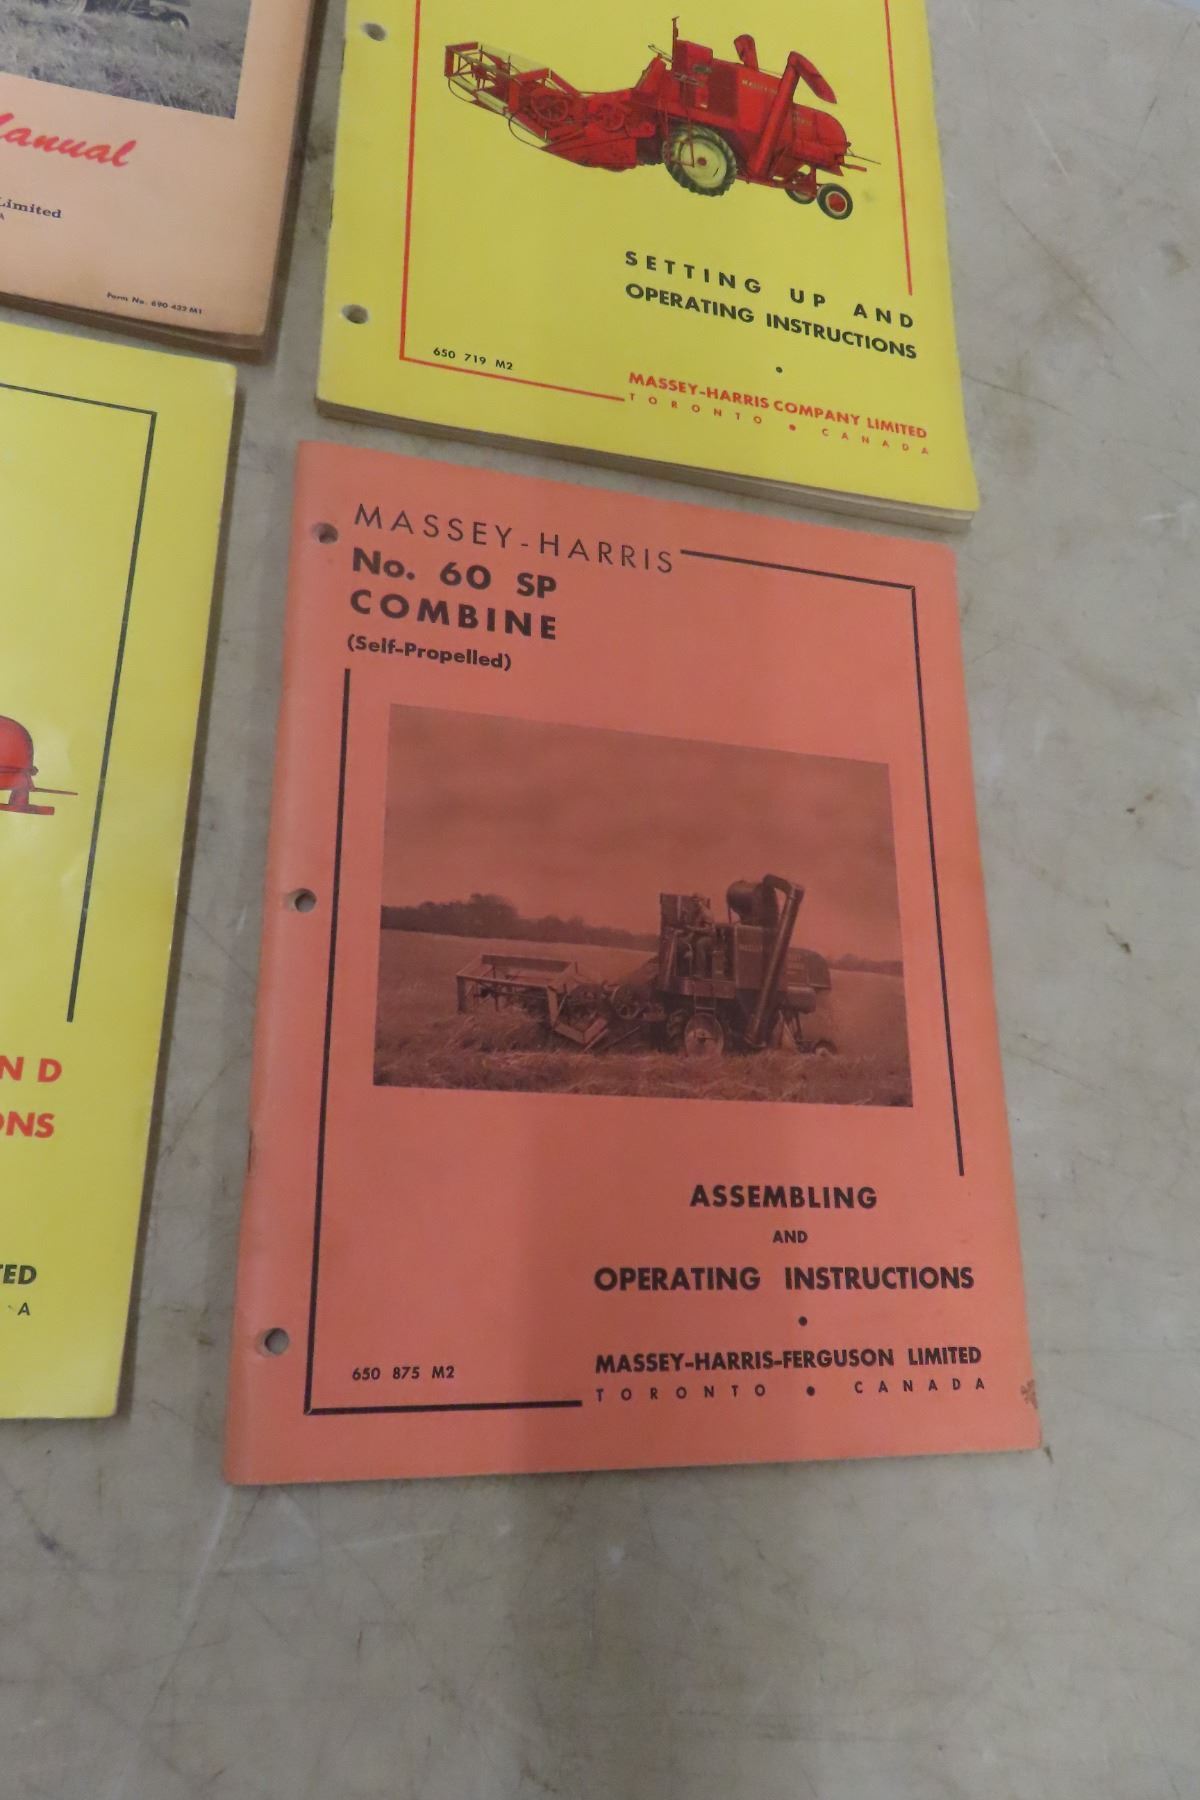 Manual
Limited
A
Form No. 690 432 M1
SETTING UP AND
OPERATING INSTRUCTIONS
650 719 M2
MASSEY-HARRIS COMPANY LIMITED
TORONTO • CANADA
ND
ONS
TED
A
MASSEY-HARRIS
No. 60 SP
COMBINE
(Self-Propelled)
ASSEMBLING
AND
OPERATING INSTRUCTIONS
650 875 M2
MASSEY-HARRIS-FERGUSON LIMITED
TORONTO • CANADA